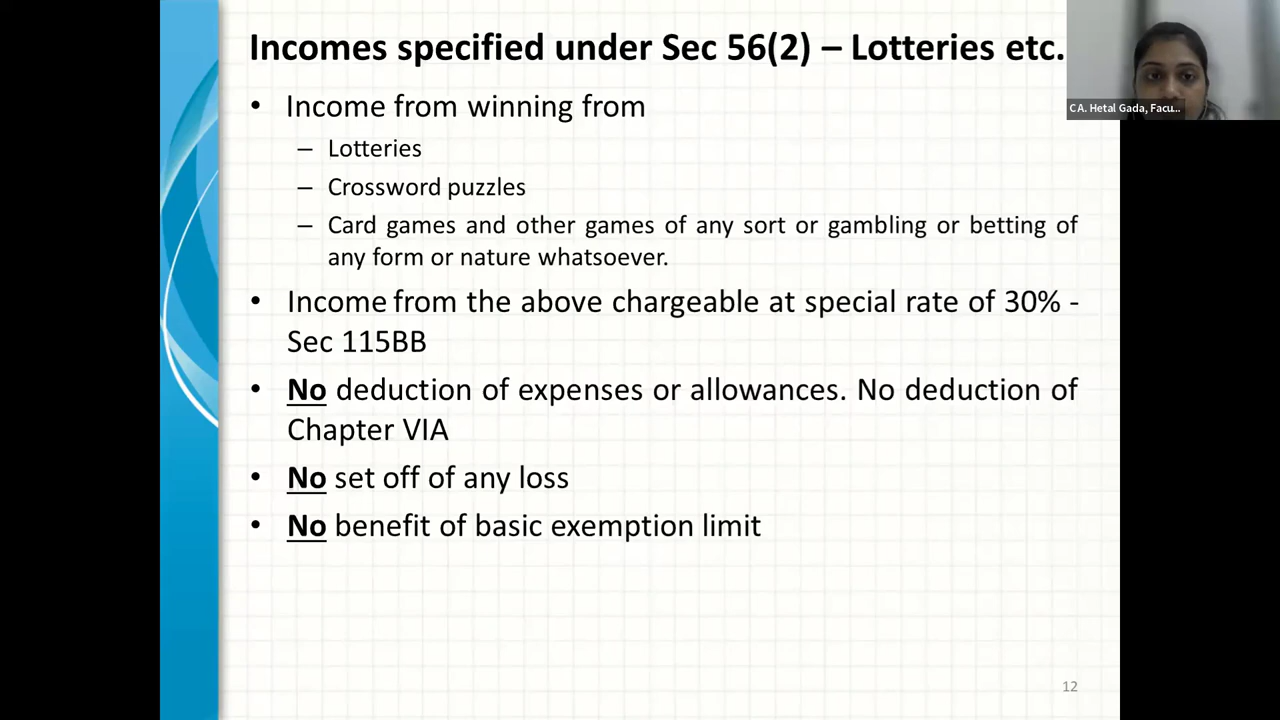 Incomes specified under Sec 56(2) – Lotteries etc.
C A. Hetal Gada, Facu...
• Income from winning from
– Lotteries
– Crossword puzzles
– Card games and other games of any sort or gambling or betting of
any form or nature whatsoever.
• Income from the above chargeable at special rate of 30% -
Sec 115BB
• No deduction of expenses or allowances. No deduction of
Chapter VIA
• No set off of any loss
• No benefit of basic exemption limit
12